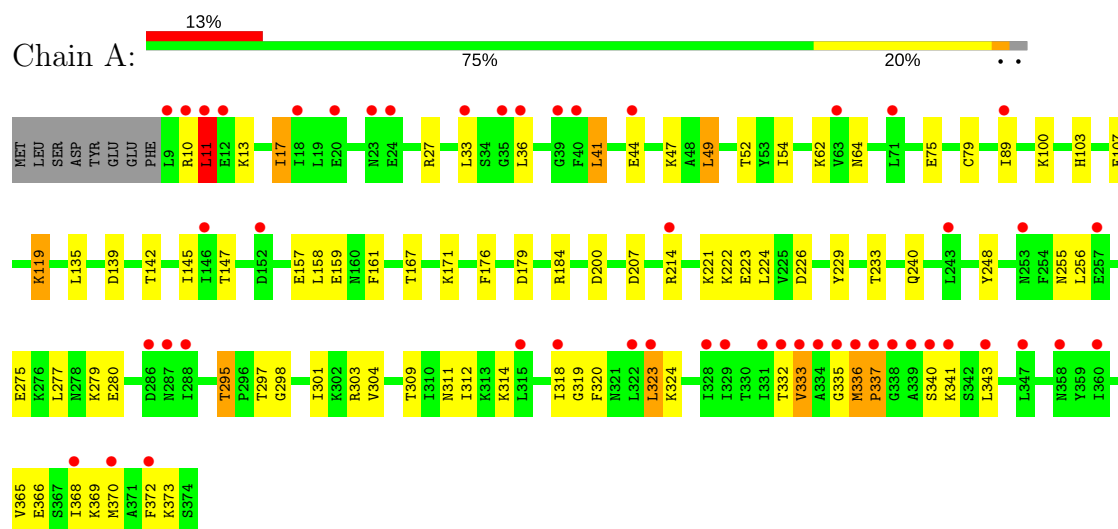 13%
Chain A:
75% 20% • •
MET LEU SER ASP TYR GLU GLU PHE L9 R10 L11 E12 K13 I17 I18 L19 E20 N23 E24 R27 L33 S34 G35 L36 G39 F40 L41 E44 K47 A48 L49 T52 Y53 I54 K62 V63 N64 L71 E75 C79 I89 K100 H103
K119 L135 D139 T142 I145 I146 T147 D152 E157 L158 E159 N160 F161 T167 K171 F176 D179 R184 D200 D207 R214 K221 K222 E223 L224 V225 D226 Y229 T233 Q240 L243 Y248 N253 F254 N255 L256 E257
E275 K276 L277 N278 K279 E280 D286 N287 I288 T295 P296 T297 G298 I301 K302 R303 V304 T309 I310 N311 I312 K313 K314 L315 I318 G319 F320 N321 L322 L323 K324 I328 I329 T330 I331 T332 V333 A334 G335 M336 P337 G338 A339 S340 K341 S342 L343 L347 N358 Y359 I360
V365 E366 S367 I368 K369 M370 A371 F372 K373 S374